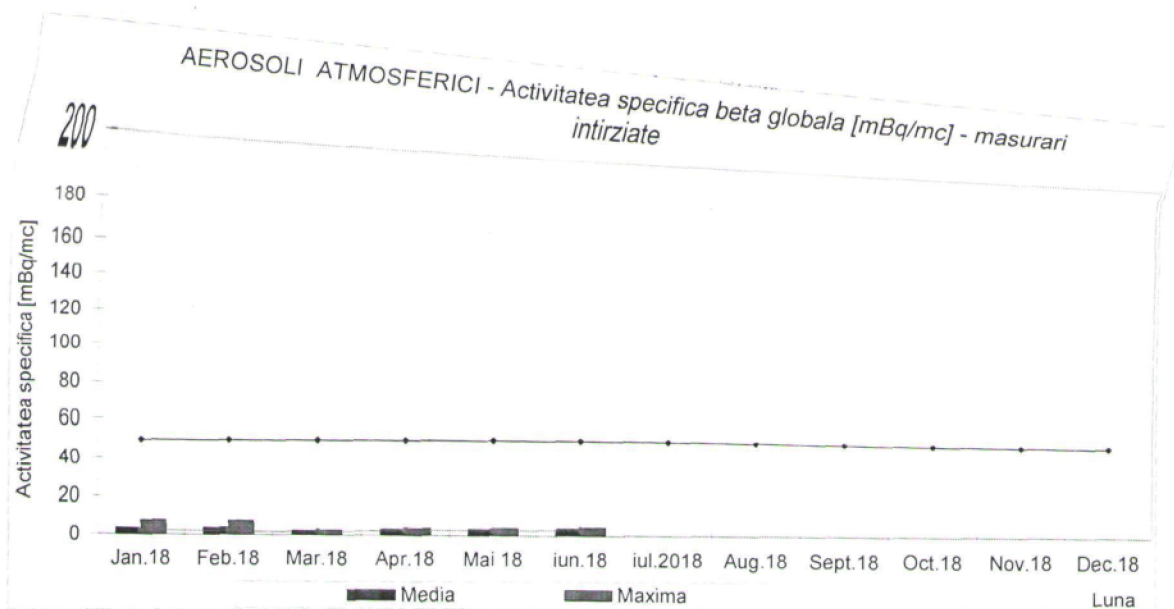 AEROSOLI ATMOSFERICI - Activitatea specifica beta globala [mBq/mc] - masurari
intirziate
200
180
160
140
120
100
80
60
40
20
0
Activitatea specifica [mBq/mc]
Jan.18 Feb.18 Mar.18 Apr.18 Mai 18 iun.18 iul.2018 Aug.18 Sept.18 Oct.18 Nov.18 Dec.18
Media Maxima
Luna